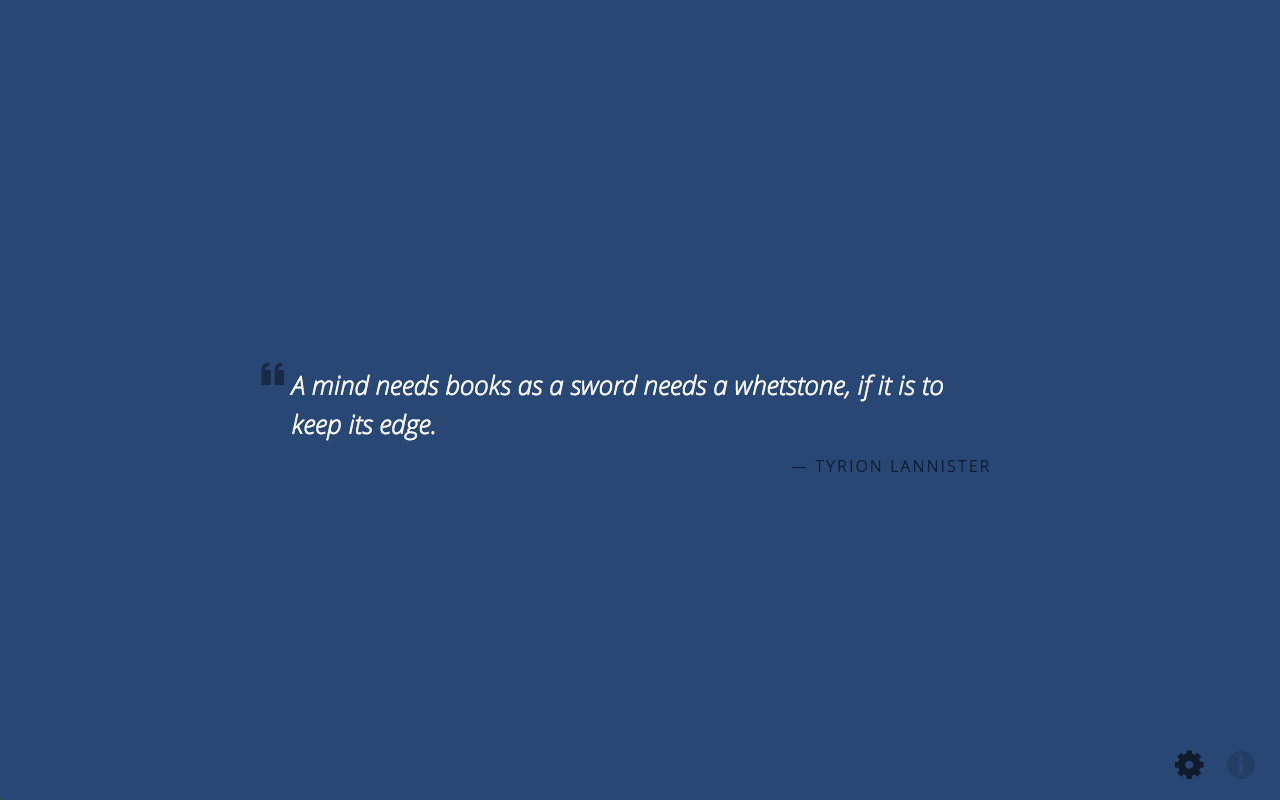 “ A mind needs books as a sword needs a whetstone, if it is to
keep its edge.
— TYRION LANNISTER